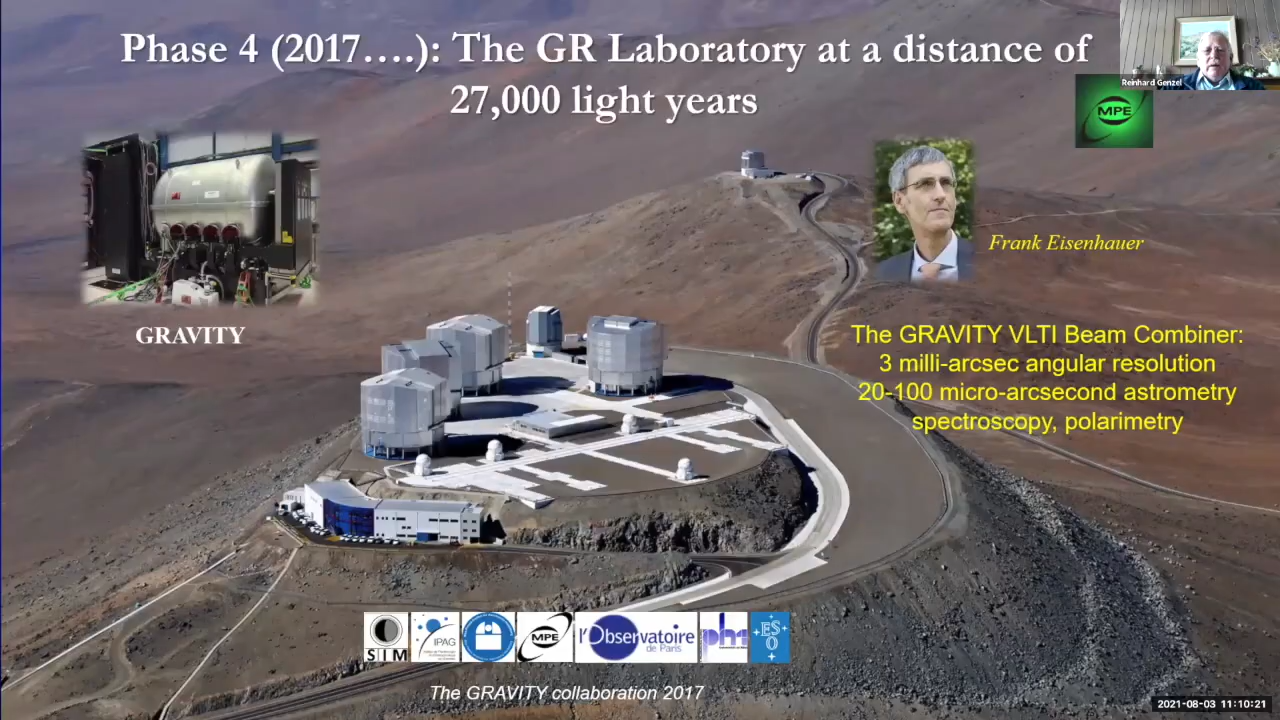 Phase 4 (2017….): The GR Laboratory at a distance of
27,000 light years
Reinhard Genzel
MPE
Frank Eisenhauer
GRAVITY
The GRAVITY VLTI Beam Combiner:
3 milli-arcsec angular resolution
20-100 micro-arcsecond astrometry
spectroscopy, polarimetry
SIM
IPAG
MPE
l'Observatoire
de Paris
ph1
ESO
The GRAVITY collaboration 2017
2021-08-03 11:10:21